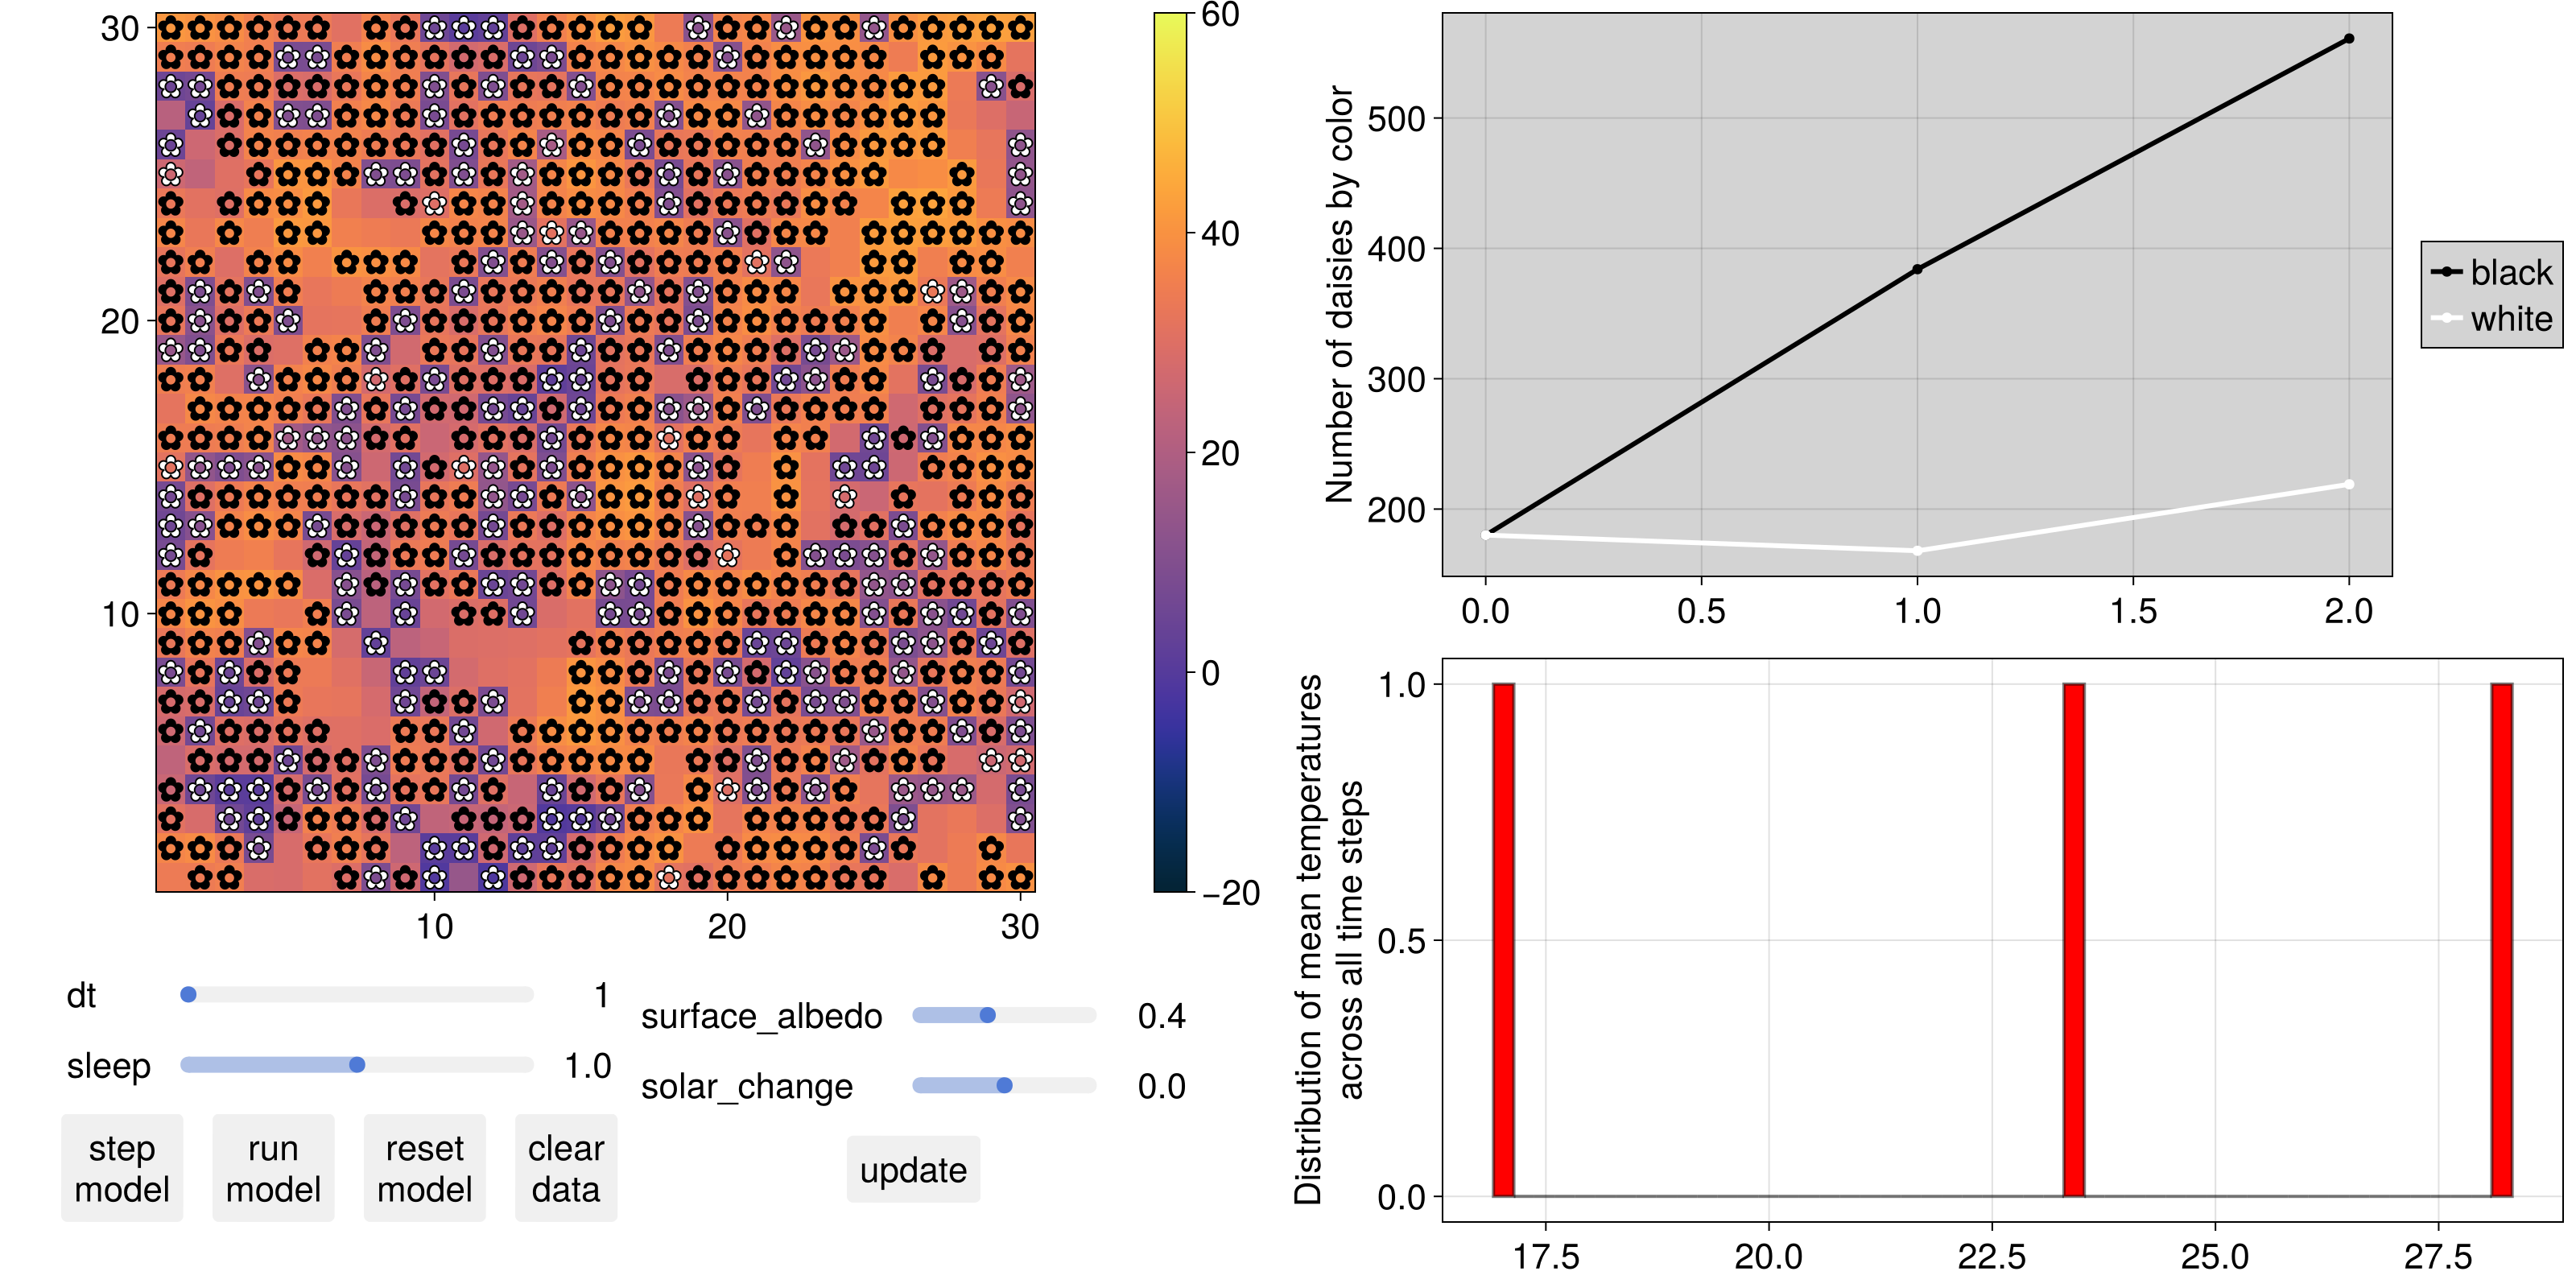 30
20
10
10
20
30
60
40
20
0
−20
Number of daisies by color
500
400
300
200
0.0
0.5
1.0
1.5
2.0
black
white
Distribution of mean temperatures
across all time steps
1.0
0.5
0.0
17.5
20.0
22.5
25.0
27.5
dt
1
sleep
1.0
surface_albedo
0.4
solar_change
0.0
step
model
run
model
reset
model
clear
data
update